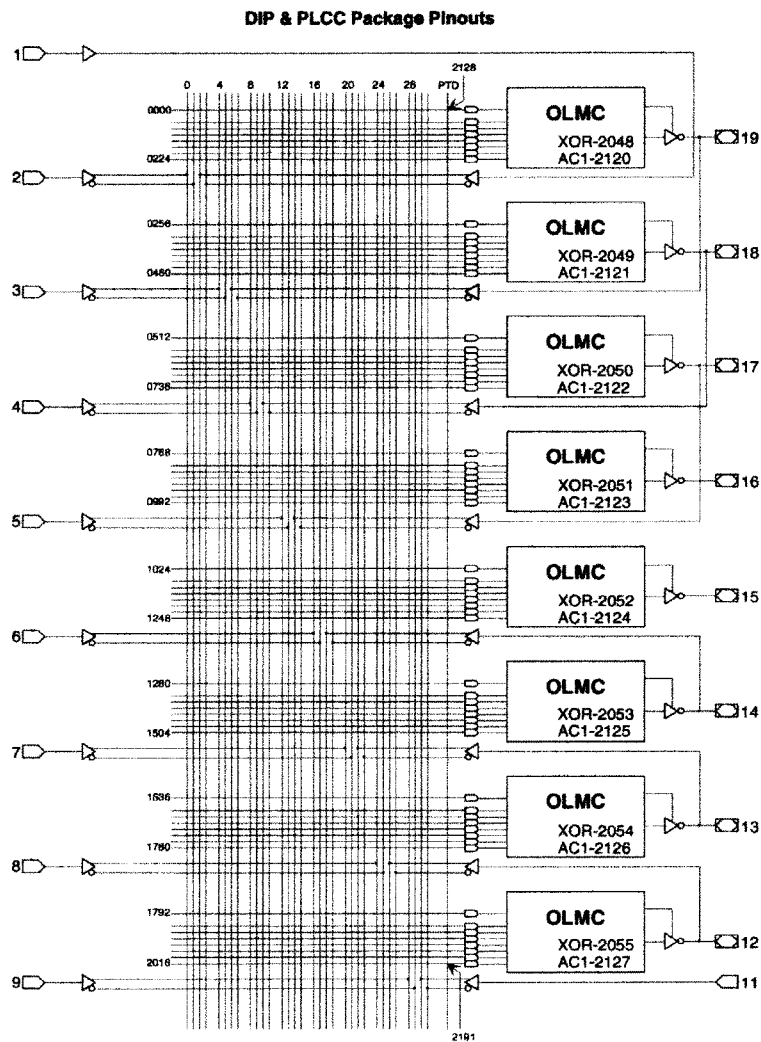 DIP & PLCC Package Pinouts
1
2128
0 4 8 12 16 20 24 28 PTD
0000
OLMC
XOR-2048
AC1-2120
19
0224
2
0256
OLMC
XOR-2049
AC1-2121
18
0480
3
0512
OLMC
XOR-2050
AC1-2122
17
0736
4
0768
OLMC
XOR-2051
AC1-2123
16
0992
5
1024
OLMC
XOR-2052
AC1-2124
15
1248
6
1280
OLMC
XOR-2053
AC1-2125
14
1504
7
1536
OLMC
XOR-2054
AC1-2126
13
1760
8
1792
OLMC
XOR-2055
AC1-2127
12
2016
9
11
2191